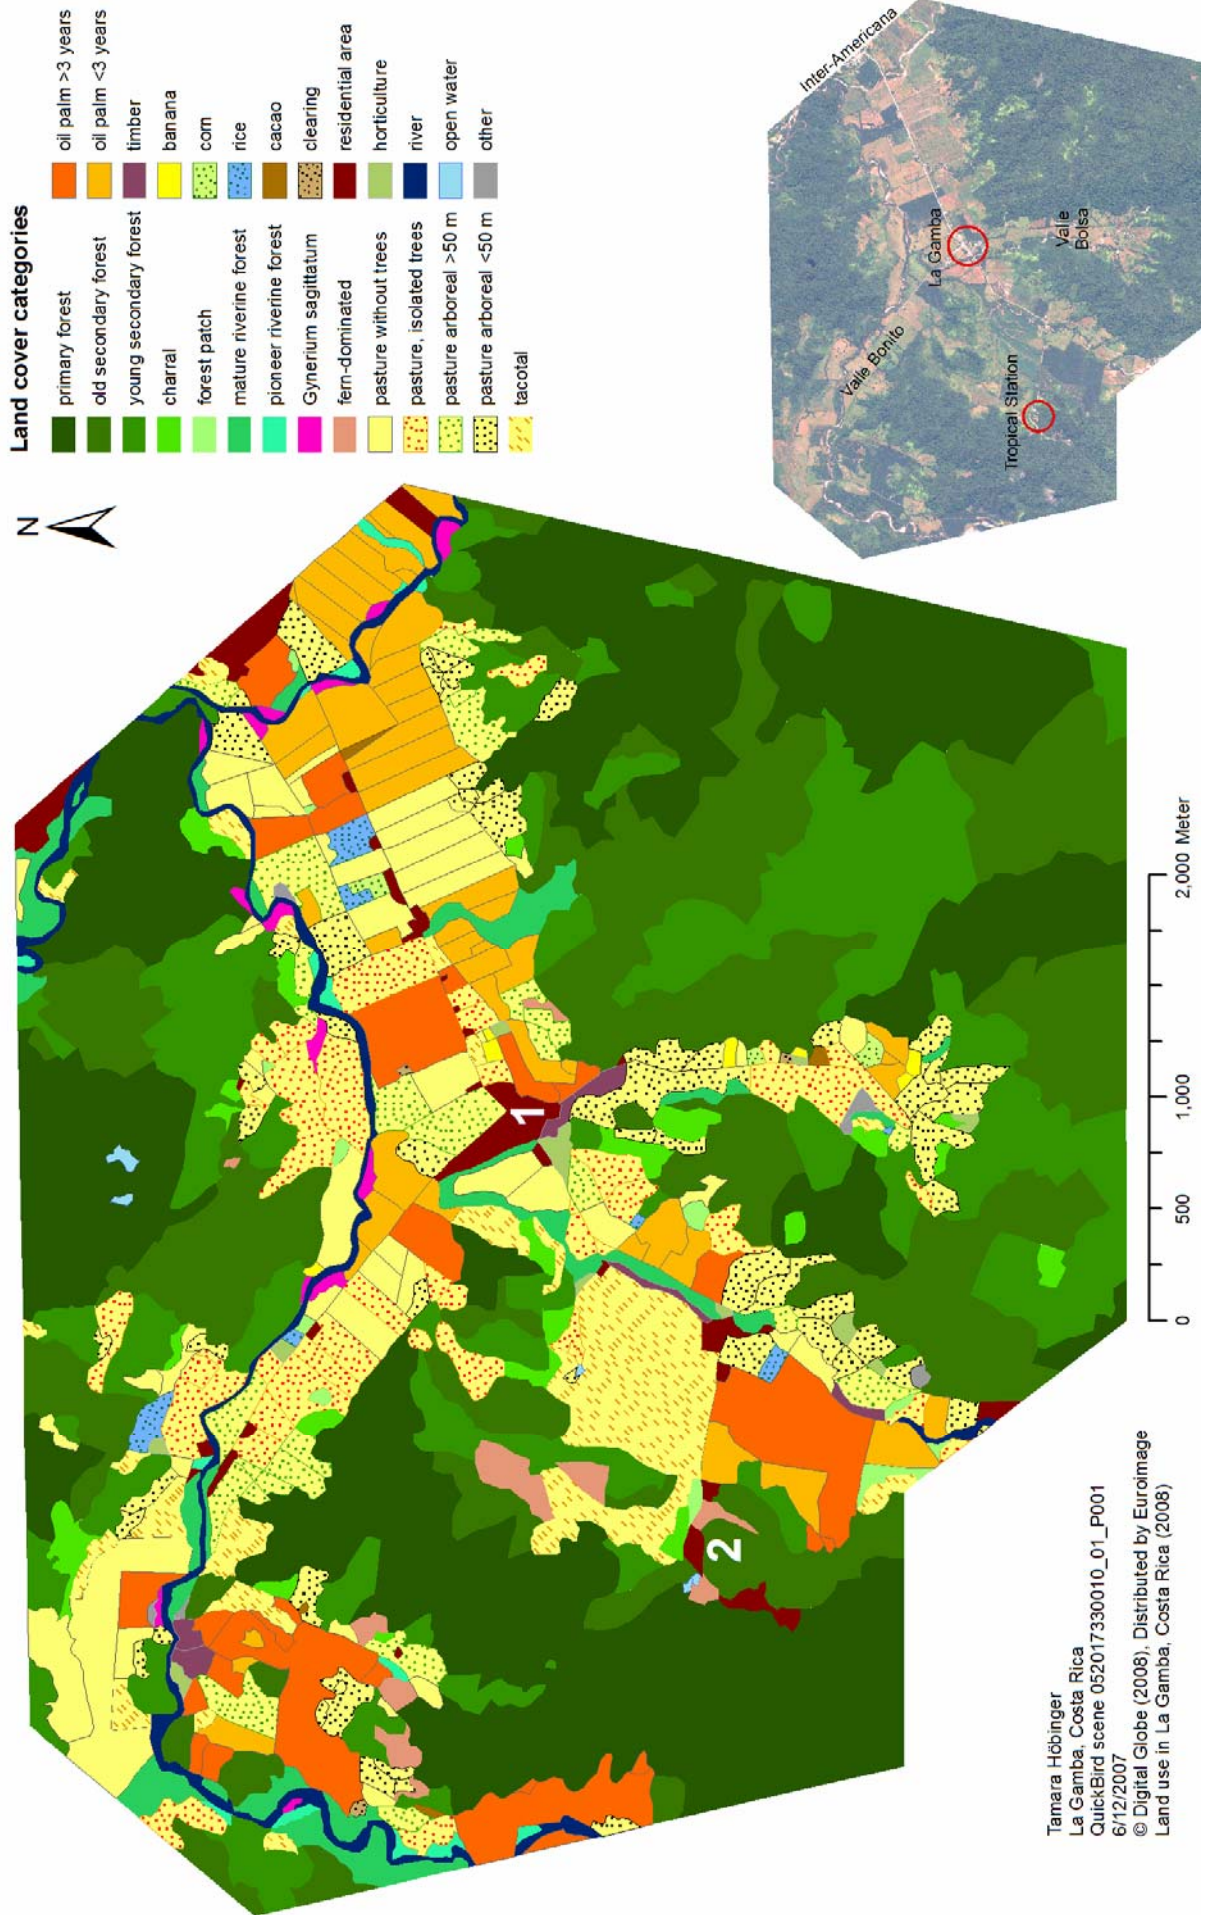 Land cover categories
primary forest
old secondary forest
young secondary forest
charral
forest patch
mature riverine forest
pioneer riverine forest
Gynerium sagittatum
fern-dominated
pasture without trees
pasture, isolated trees
pasture arboreal >50 m
pasture arboreal <50 m
tacotal
oil palm >3 years
oil palm <3 years
timber
banana
corn
rice
cacao
clearing
residential area
horticulture
river
open water
other
N
1
2
0 500 1,000 2,000 Meter
Inter-Americana
La Gamba
Valle Bonito
Valle
Bolsa
Tropical Station
Tamara Höbinger
La Gamba, Costa Rica
QuickBird scene 052017330010_01_P001
6/12/2007
© Digital Globe (2008), Distributed by Euroimage
Land use in La Gamba, Costa Rica (2008)